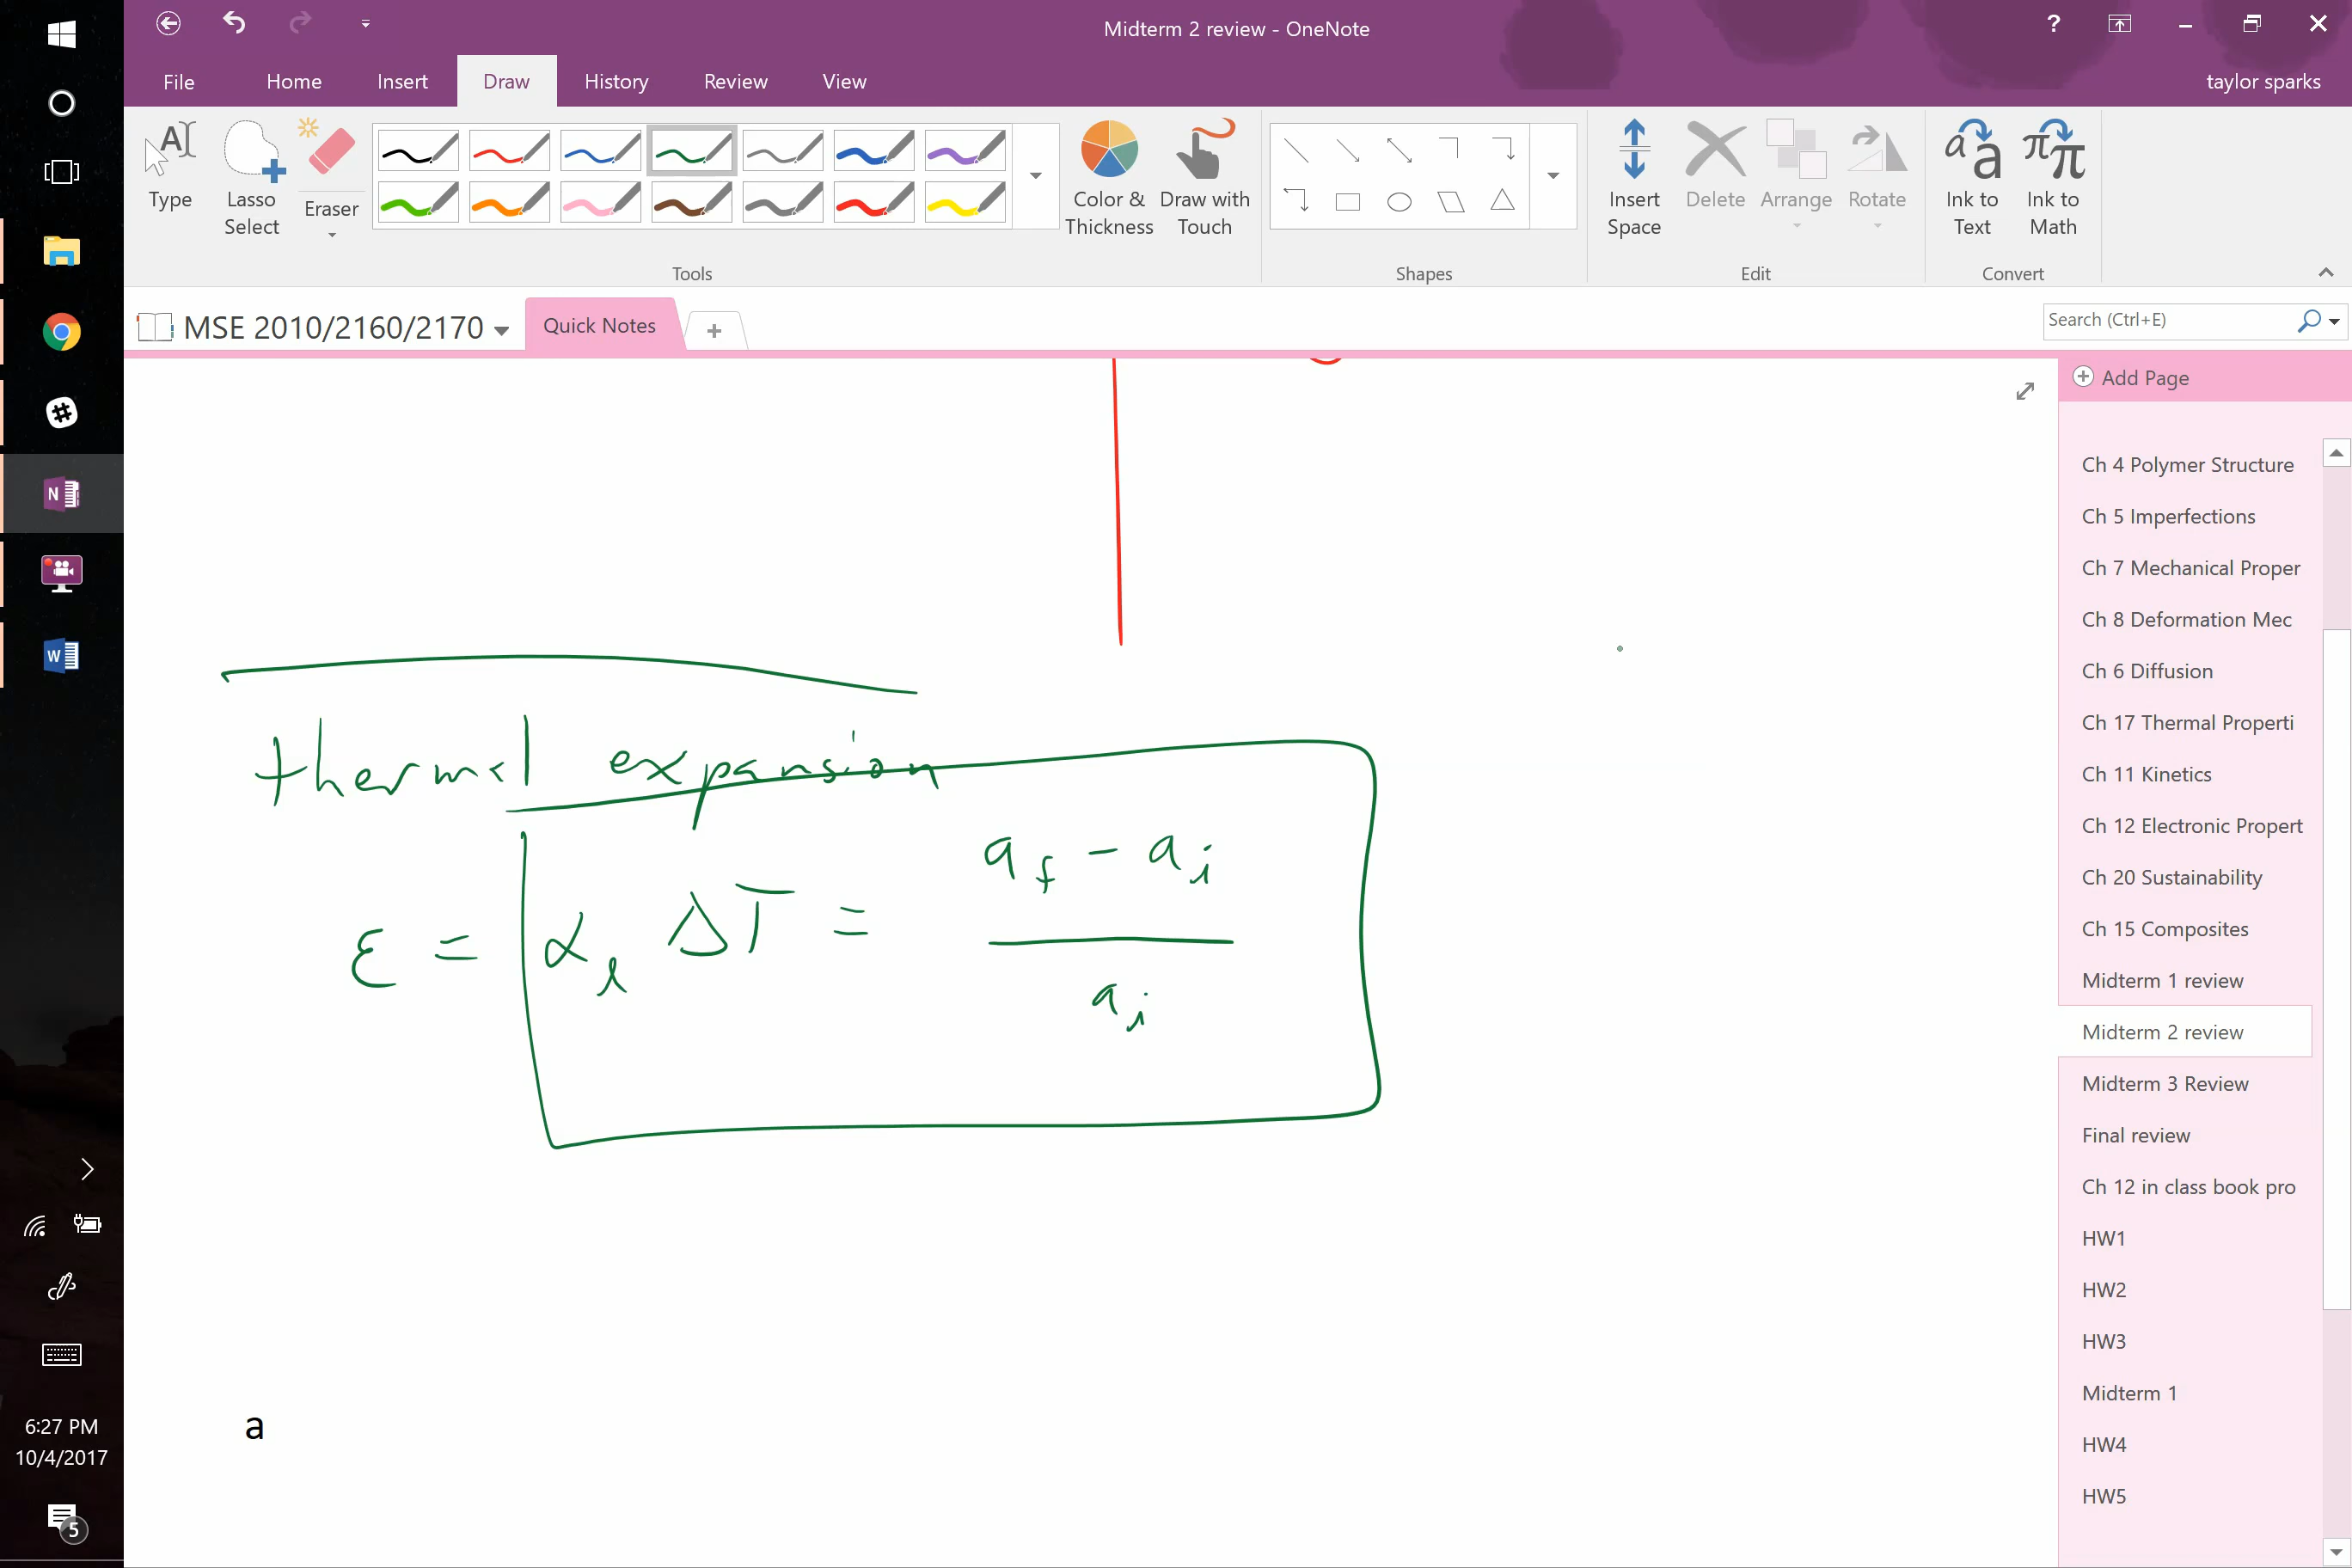 Midterm 2 review - OneNote
?
File Home Insert Draw History Review View
taylor sparks
Type
Lasso Select
Eraser
Color & Thickness
Draw with Touch
Insert Space
Delete
Arrange
Rotate
Ink to Text
Ink to Math
Tools
Shapes
Edit
Convert
MSE 2010/2160/2170
Quick Notes
Search (Ctrl+E)
Add Page
Ch 4 Polymer Structure
Ch 5 Imperfections
Ch 7 Mechanical Proper
Ch 8 Deformation Mec
Ch 6 Diffusion
Ch 17 Thermal Properti
Ch 11 Kinetics
Ch 12 Electronic Propert
Ch 20 Sustainability
Ch 15 Composites
Midterm 1 review
Midterm 2 review
Midterm 3 Review
Final review
Ch 12 in class book pro
HW1
HW2
HW3
Midterm 1
HW4
HW5
thermal expansion
ε = α_l ΔT = (a_f - a_i) / a_i
a
6:27 PM
10/4/2017
5